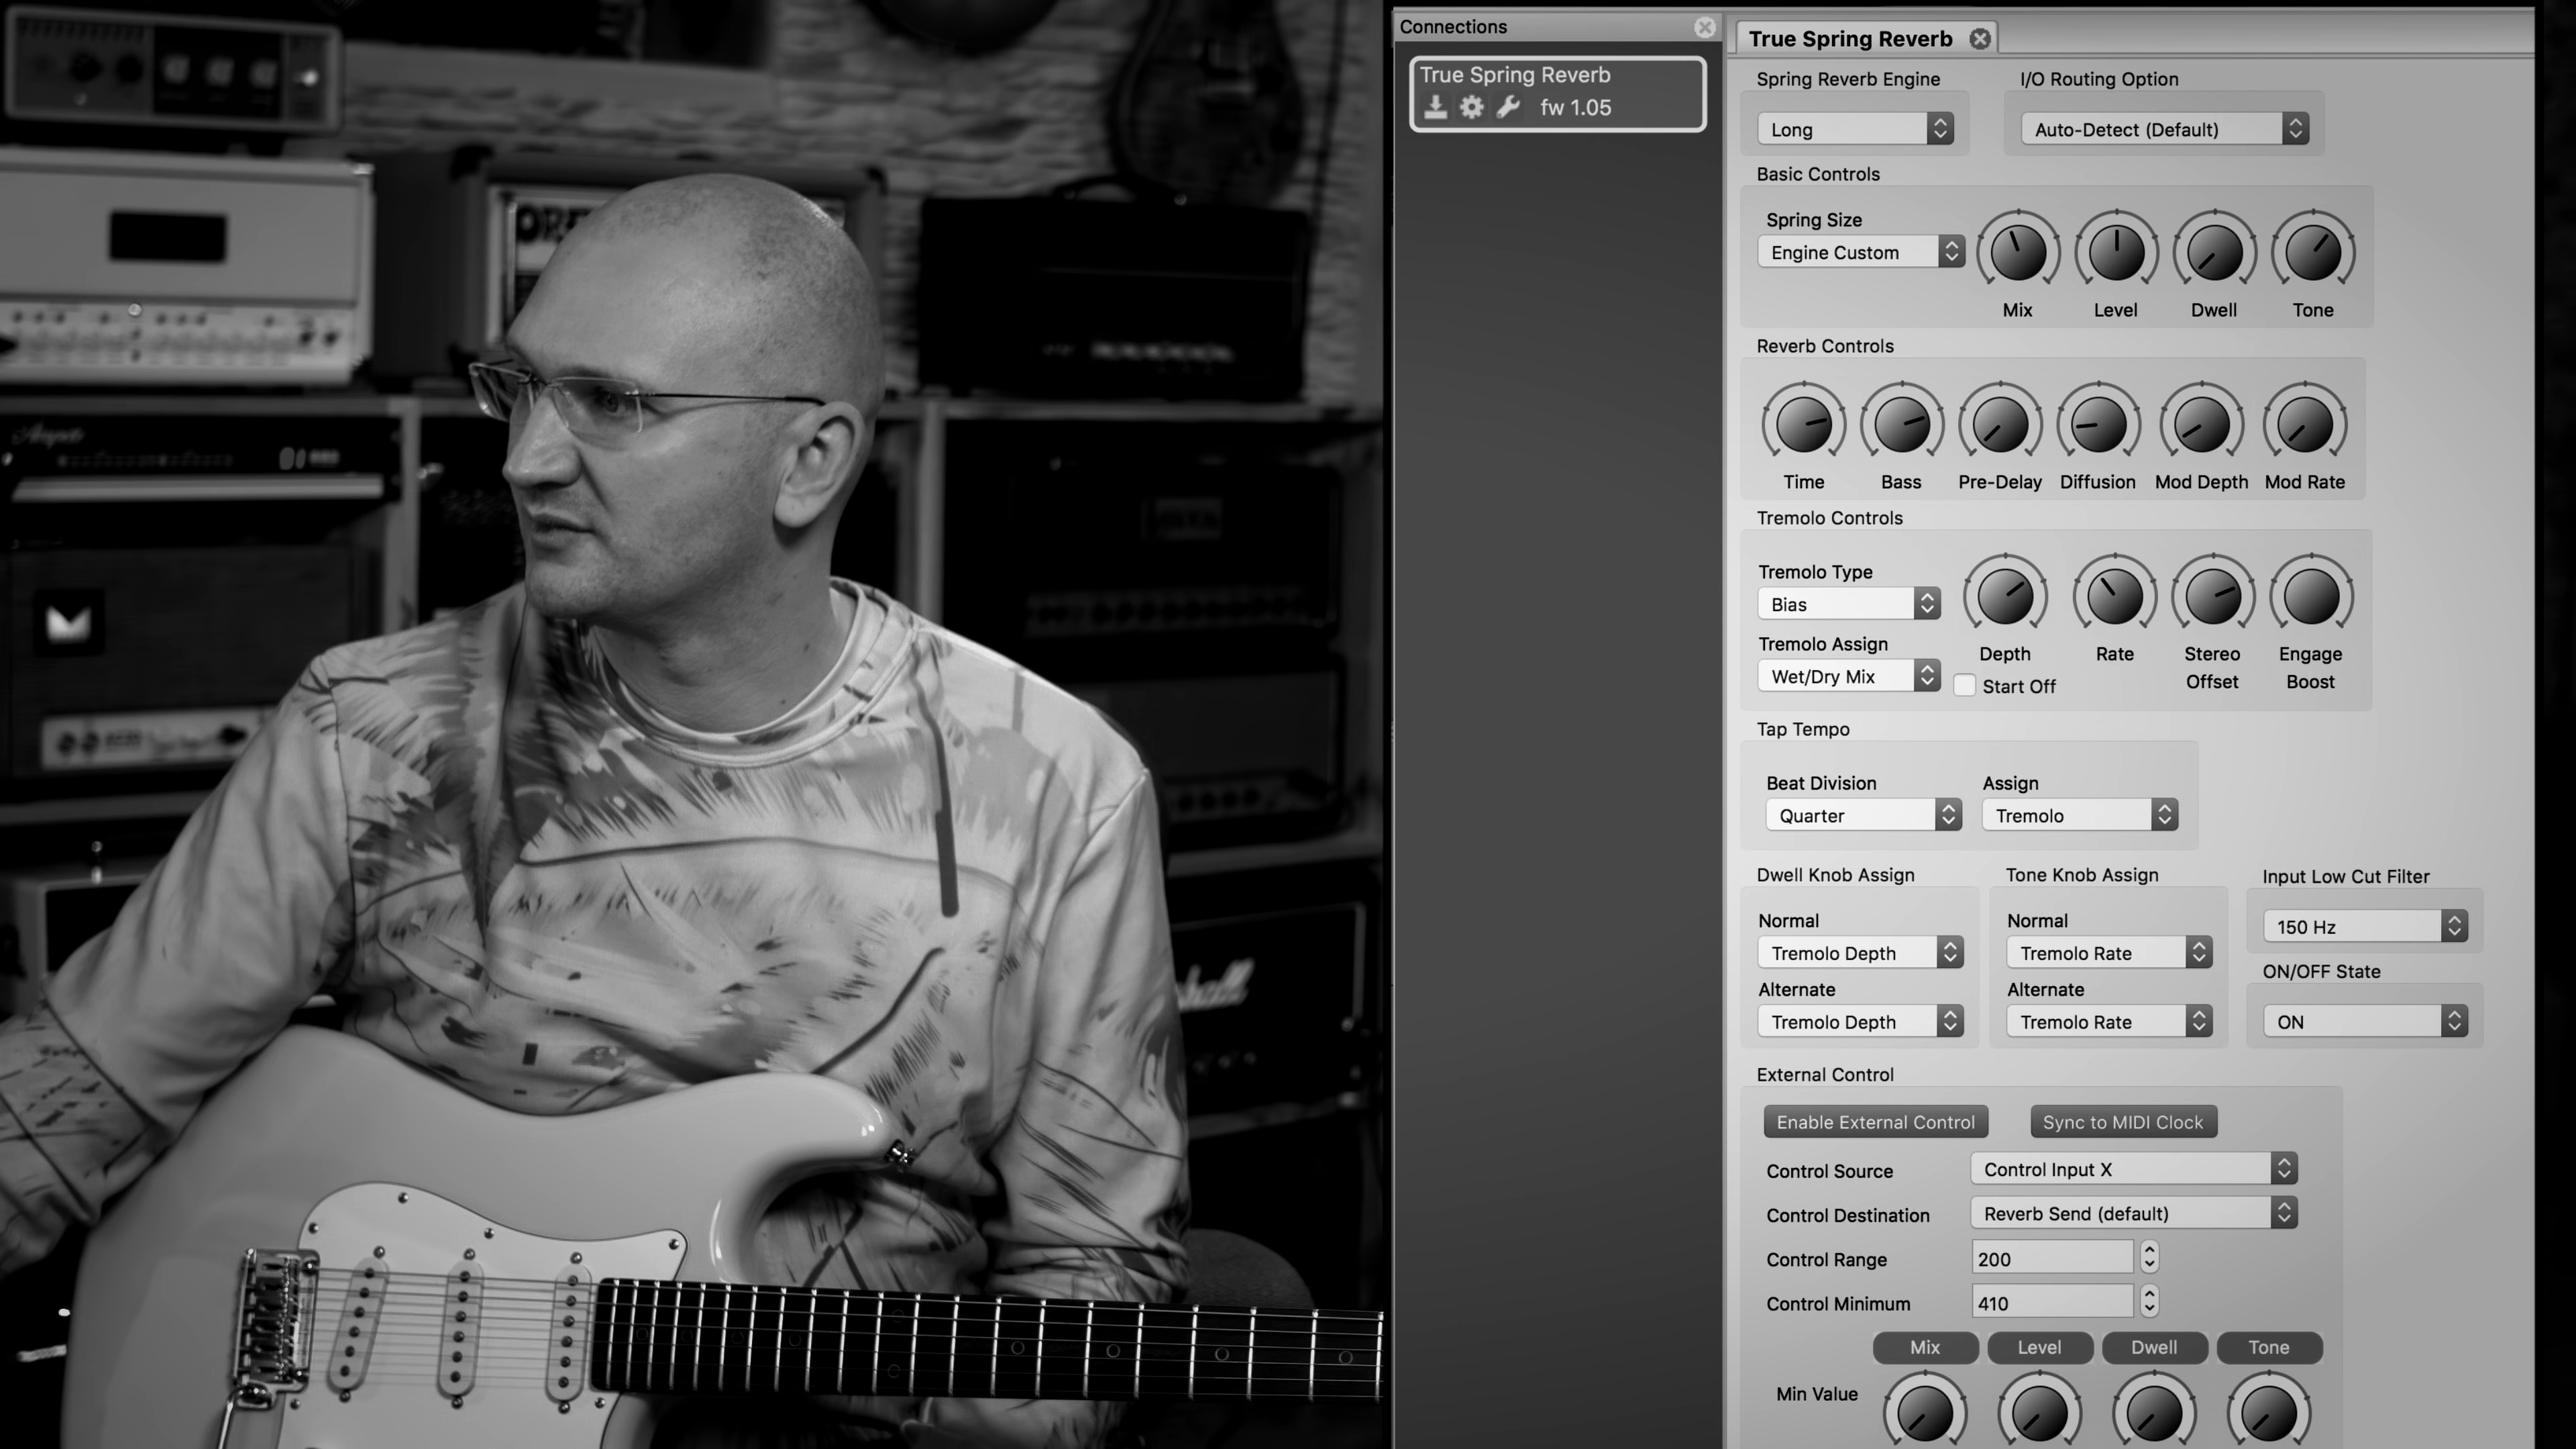 Connections
True Spring Reverb
fw 1.05
True Spring Reverb
Spring Reverb Engine
I/O Routing Option
Long
Auto-Detect (Default)
Basic Controls
Spring Size
Engine Custom
Mix
Level
Dwell
Tone
Reverb Controls
Time
Bass
Pre-Delay
Diffusion
Mod Depth
Mod Rate
Tremolo Controls
Tremolo Type
Bias
Tremolo Assign
Wet/Dry Mix
Depth
Start Off
Rate
Stereo
Offset
Engage
Boost
Tap Tempo
Beat Division
Assign
Quarter
Tremolo
Dwell Knob Assign
Normal
Tremolo Depth
Alternate
Tremolo Depth
Tone Knob Assign
Normal
Tremolo Rate
Alternate
Tremolo Rate
Input Low Cut Filter
150 Hz
ON/OFF State
ON
External Control
Enable External Control
Sync to MIDI Clock
Control Source
Control Input X
Control Destination
Reverb Send (default)
Control Range
200
Control Minimum
410
Mix
Level
Dwell
Tone
Min Value
Ampeg